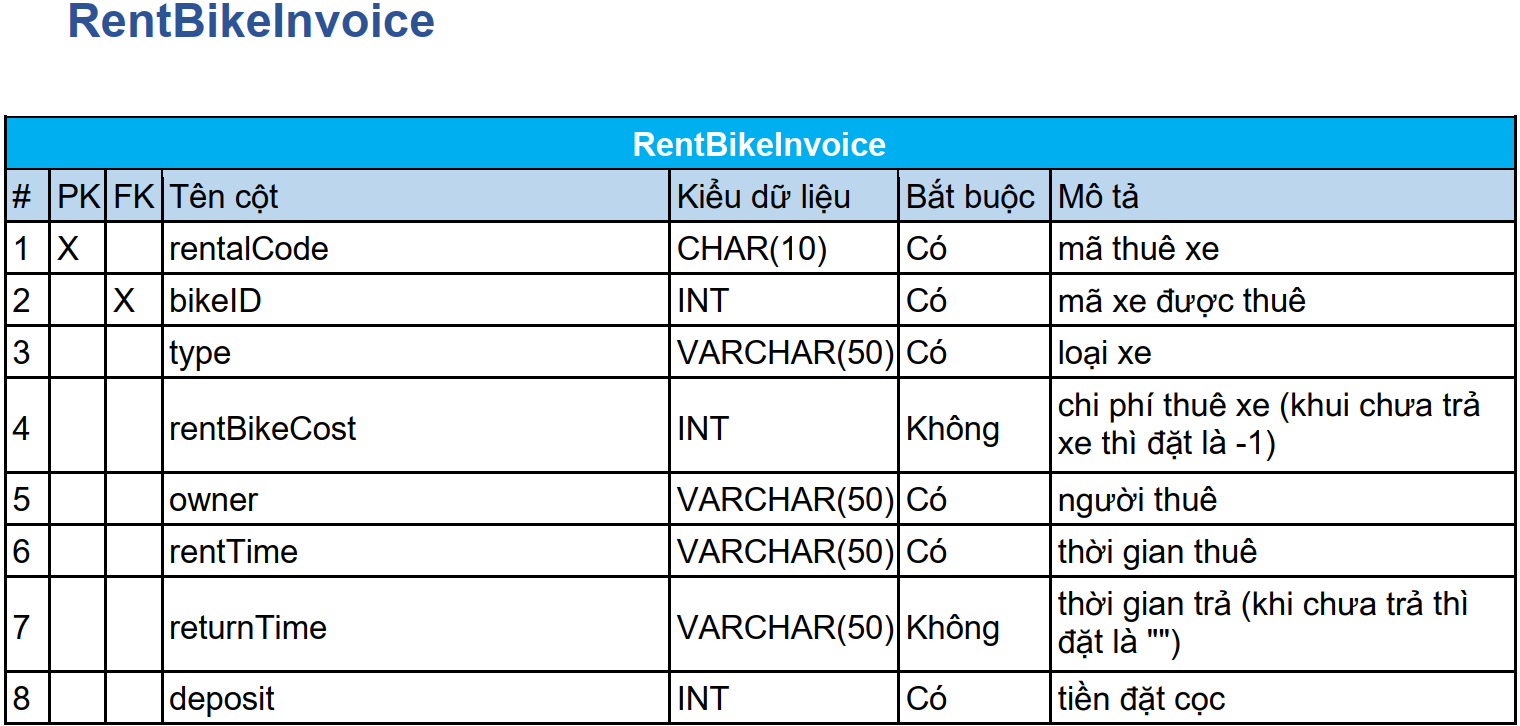 RentBikeInvoice
RentBikeInvoice
# PK FK Tên cột Kiểu dữ liệu Bắt buộc Mô tả
1 X rentalCode CHAR(10) Có mã thuê xe
2 X bikeID INT Có mã xe được thuê
3 type VARCHAR(50) Có loại xe
4 rentBikeCost INT Không chi phí thuê xe (khui chưa trả
xe thì đặt là -1)
5 owner VARCHAR(50) Có người thuê
6 rentTime VARCHAR(50) Có thời gian thuê
7 returnTime VARCHAR(50) Không thời gian trả (khi chưa trả thì
đặt là "")
8 deposit INT Có tiền đặt cọc